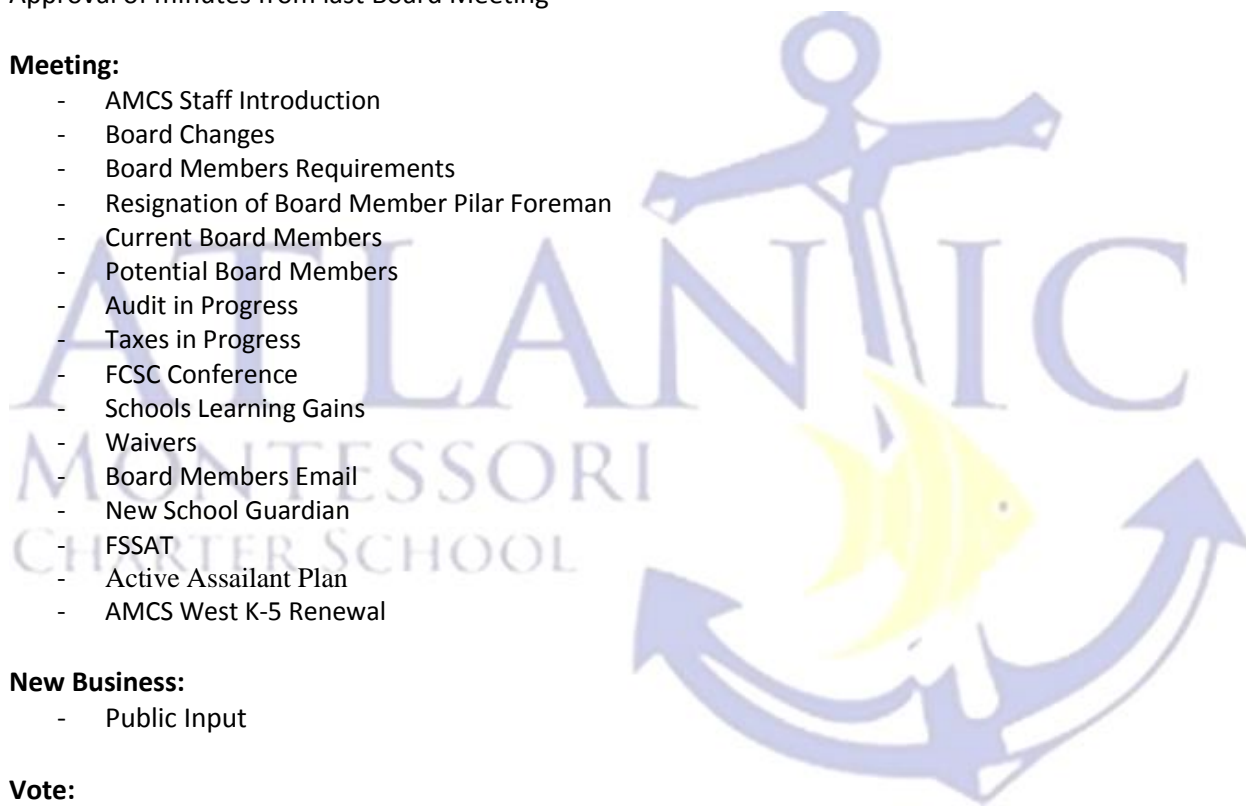 Approval of minutes from last Board Meeting
Meeting:
- AMCS Staff Introduction
- Board Changes
- Board Members Requirements
- Resignation of Board Member Pilar Foreman
- Current Board Members
- Potential Board Members
- Audit in Progress
- Taxes in Progress
- FCSC Conference
- Schools Learning Gains
- Waivers
- Board Members Email
- New School Guardian
- FSSAT
- Active Assailant Plan
- AMCS West K-5 Renewal
New Business:
- Public Input
Vote:
ATLANTIC
MONTESSORI
CHARTER SCHOOL